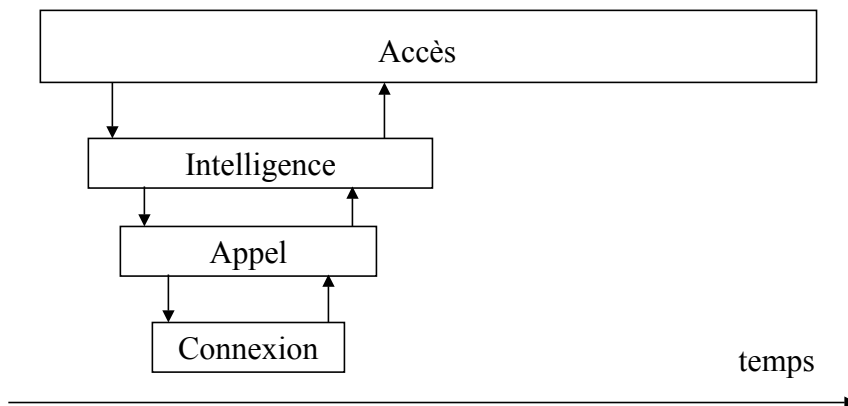 Accès
Intelligence
Appel
Connexion
temps